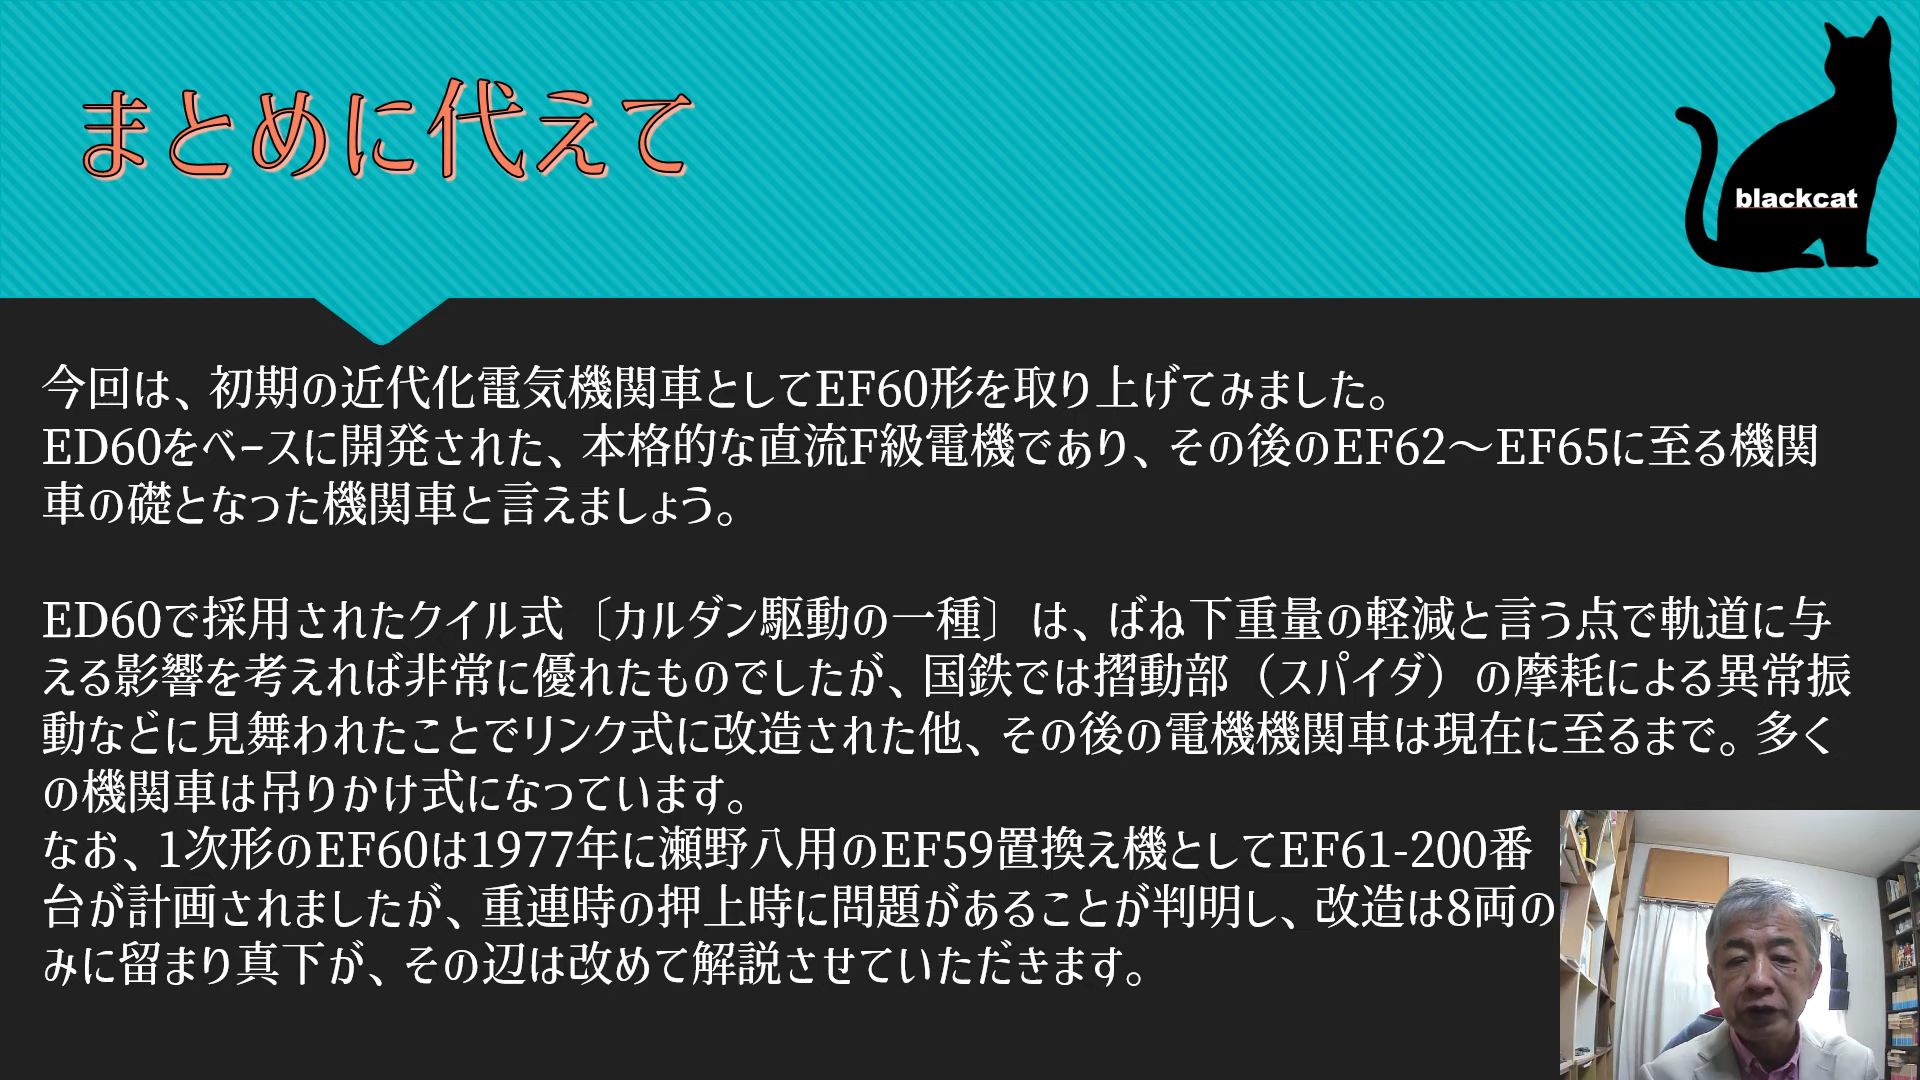 まとめに代えて
blackcat
今回は、初期の近代化電気機関車としてEF60形を取り上げてみました。
ED60をベースに開発された、本格的な直流F級電機であり、その後のEF62～EF65に至る機関
車の礎となった機関車と言えましょう。
ED60で採用されたクイル式〔カルダン駆動の一種〕は、ばね下重量の軽減と言う点で軌道に与
える影響を考えれば非常に優れたものでしたが、国鉄では摺動部（スパイダ）の摩耗による異常振
動などに見舞われたことでリンク式に改造された他、その後の電機機関車は現在に至るまで。多く
の機関車は吊りかけ式になっています。
なお、1次形のEF60は1977年に瀬野八用のEF59置換え機としてEF61-200番
台が計画されましたが、重連時の押上時に問題があることが判明し、改造は8両の
みに留まり真下が、その辺は改めて解説させていただきます。